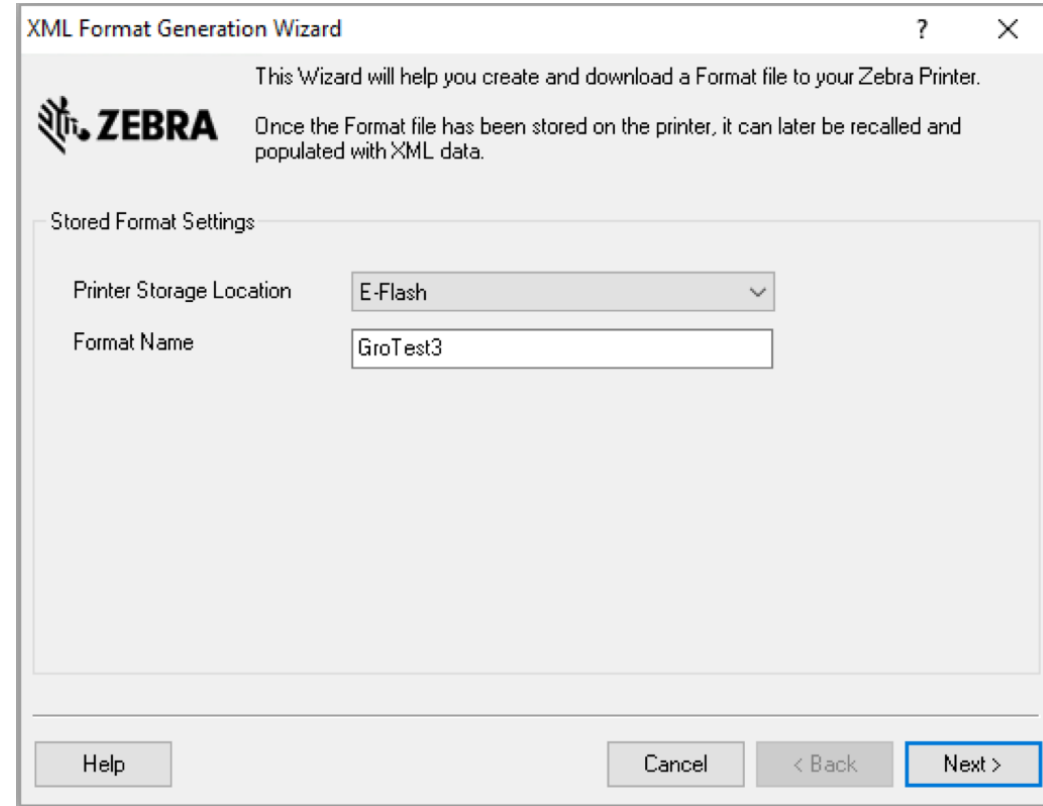 XML Format Generation Wizard
?
This Wizard will help you create and download a Format file to your Zebra Printer.
ZEBRA
Once the Format file has been stored on the printer, it can later be recalled and
populated with XML data.
Stored Format Settings
Printer Storage Location
E-Flash
Format Name
GroTest3
Help
Cancel
< Back
Next >